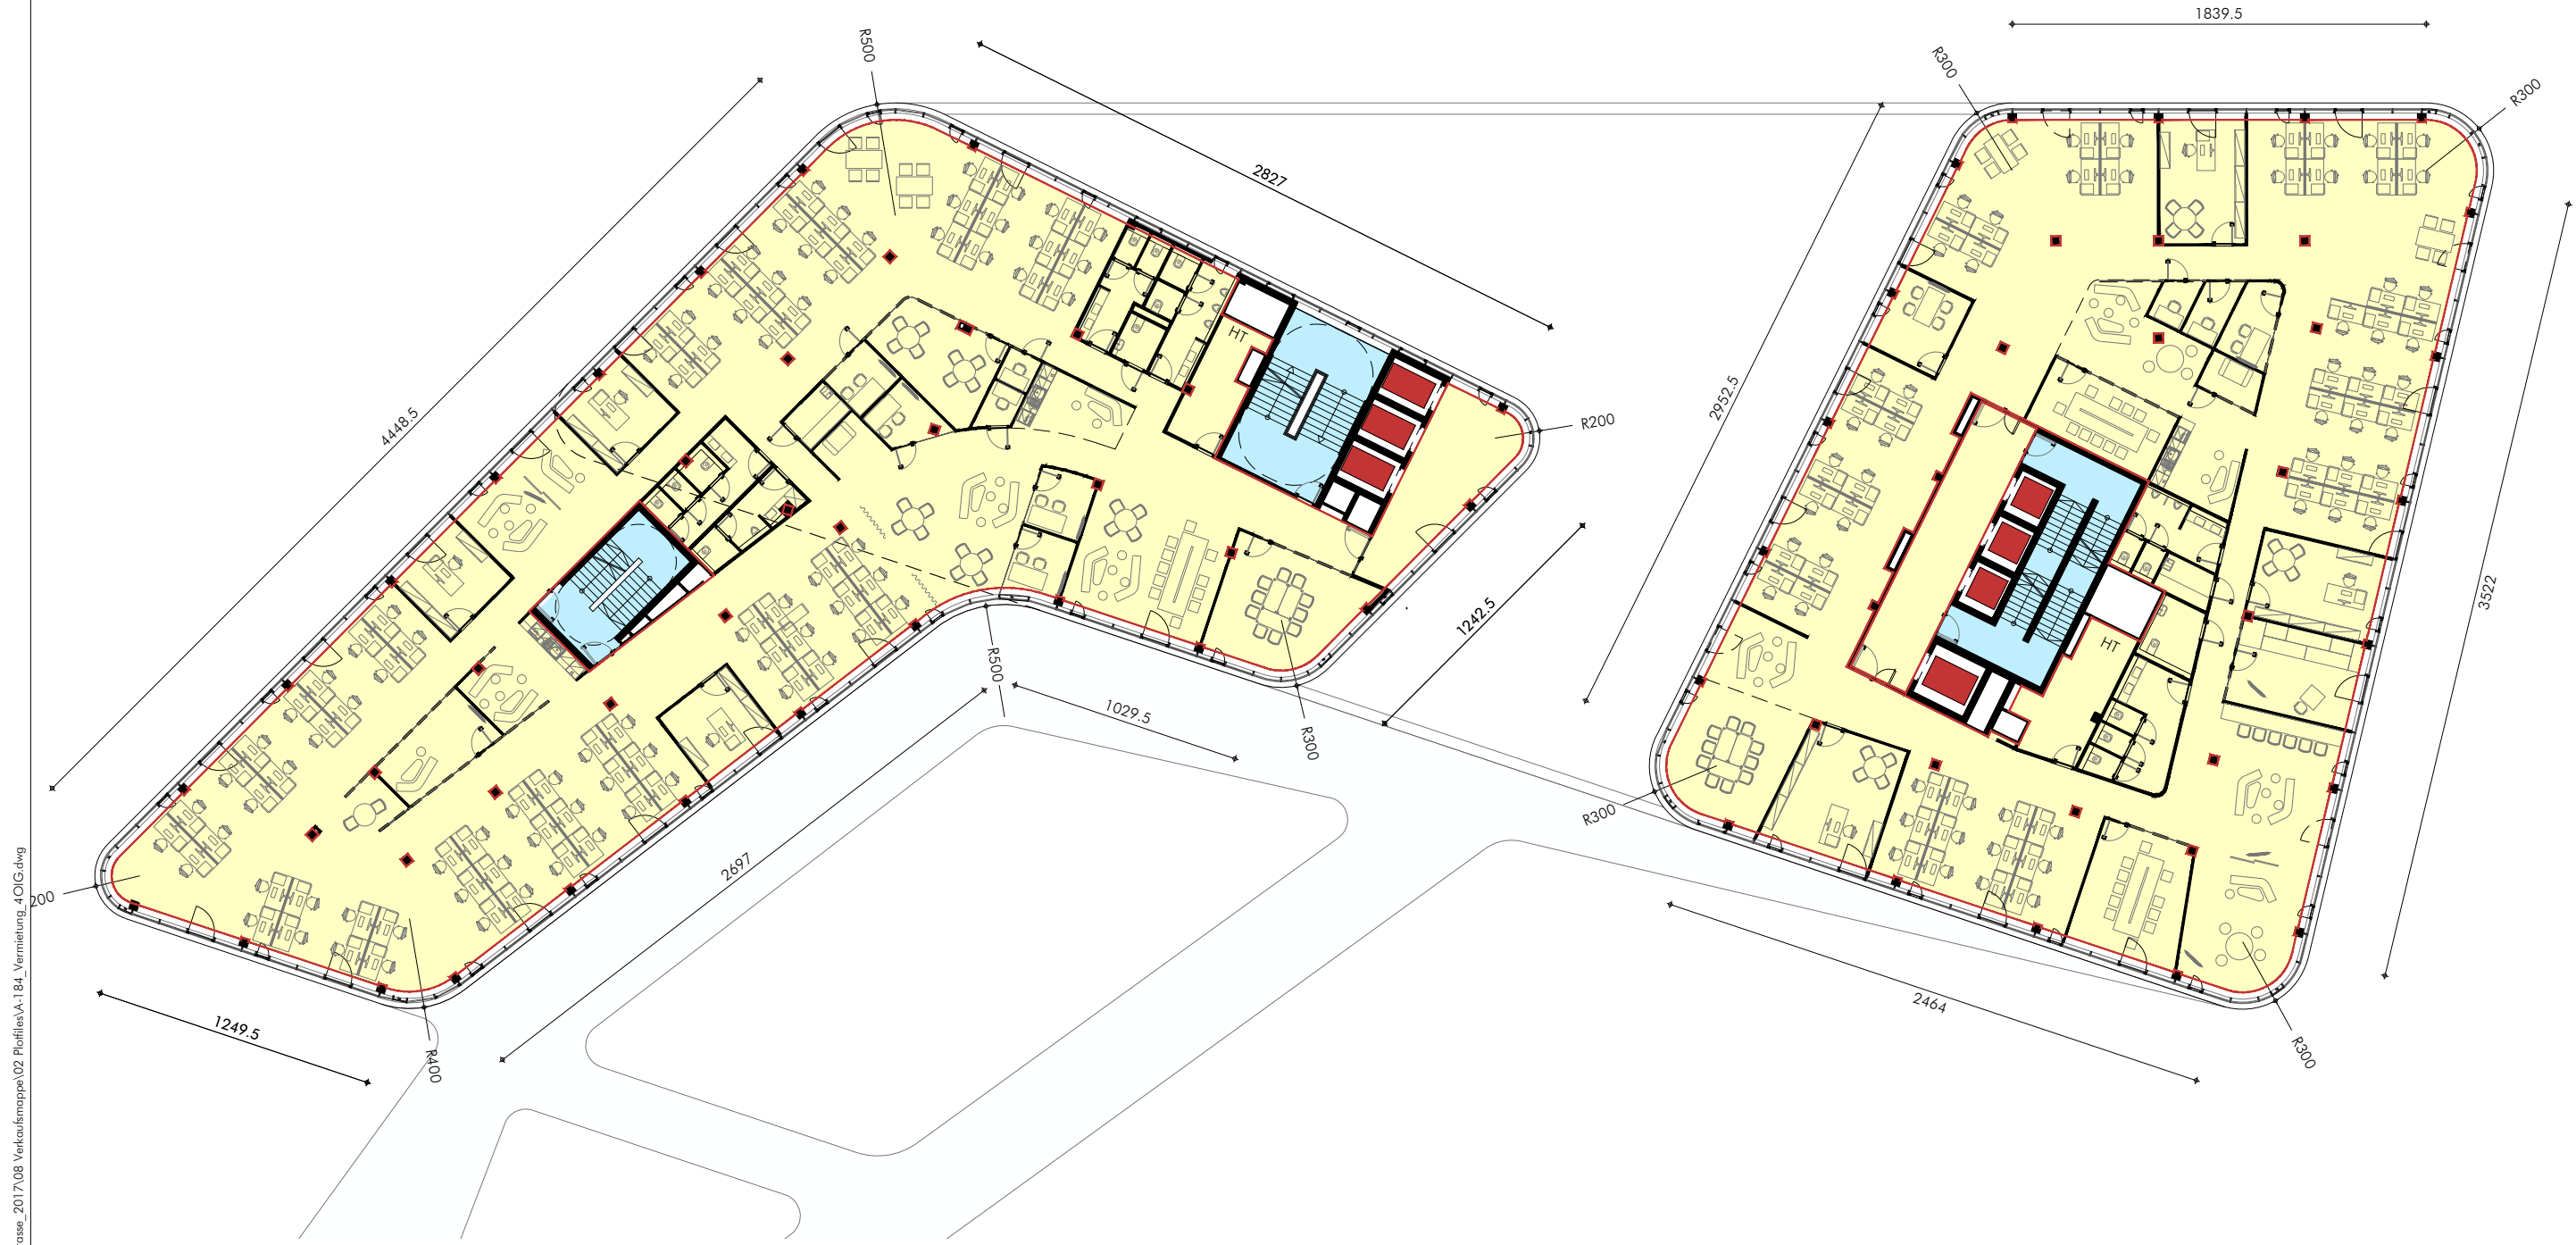 1839.5
R500
R300
R300
2827
2952.5
4448.5
HT
R200
3522
1242.5
HT
R500
1029.5
R300
R300
2697
200
2464
1249.5
R400
R300
asse_2017\08 Verkaufsmappe\02 Plotfiles\A-184_Vermietung_4OIG.dwg